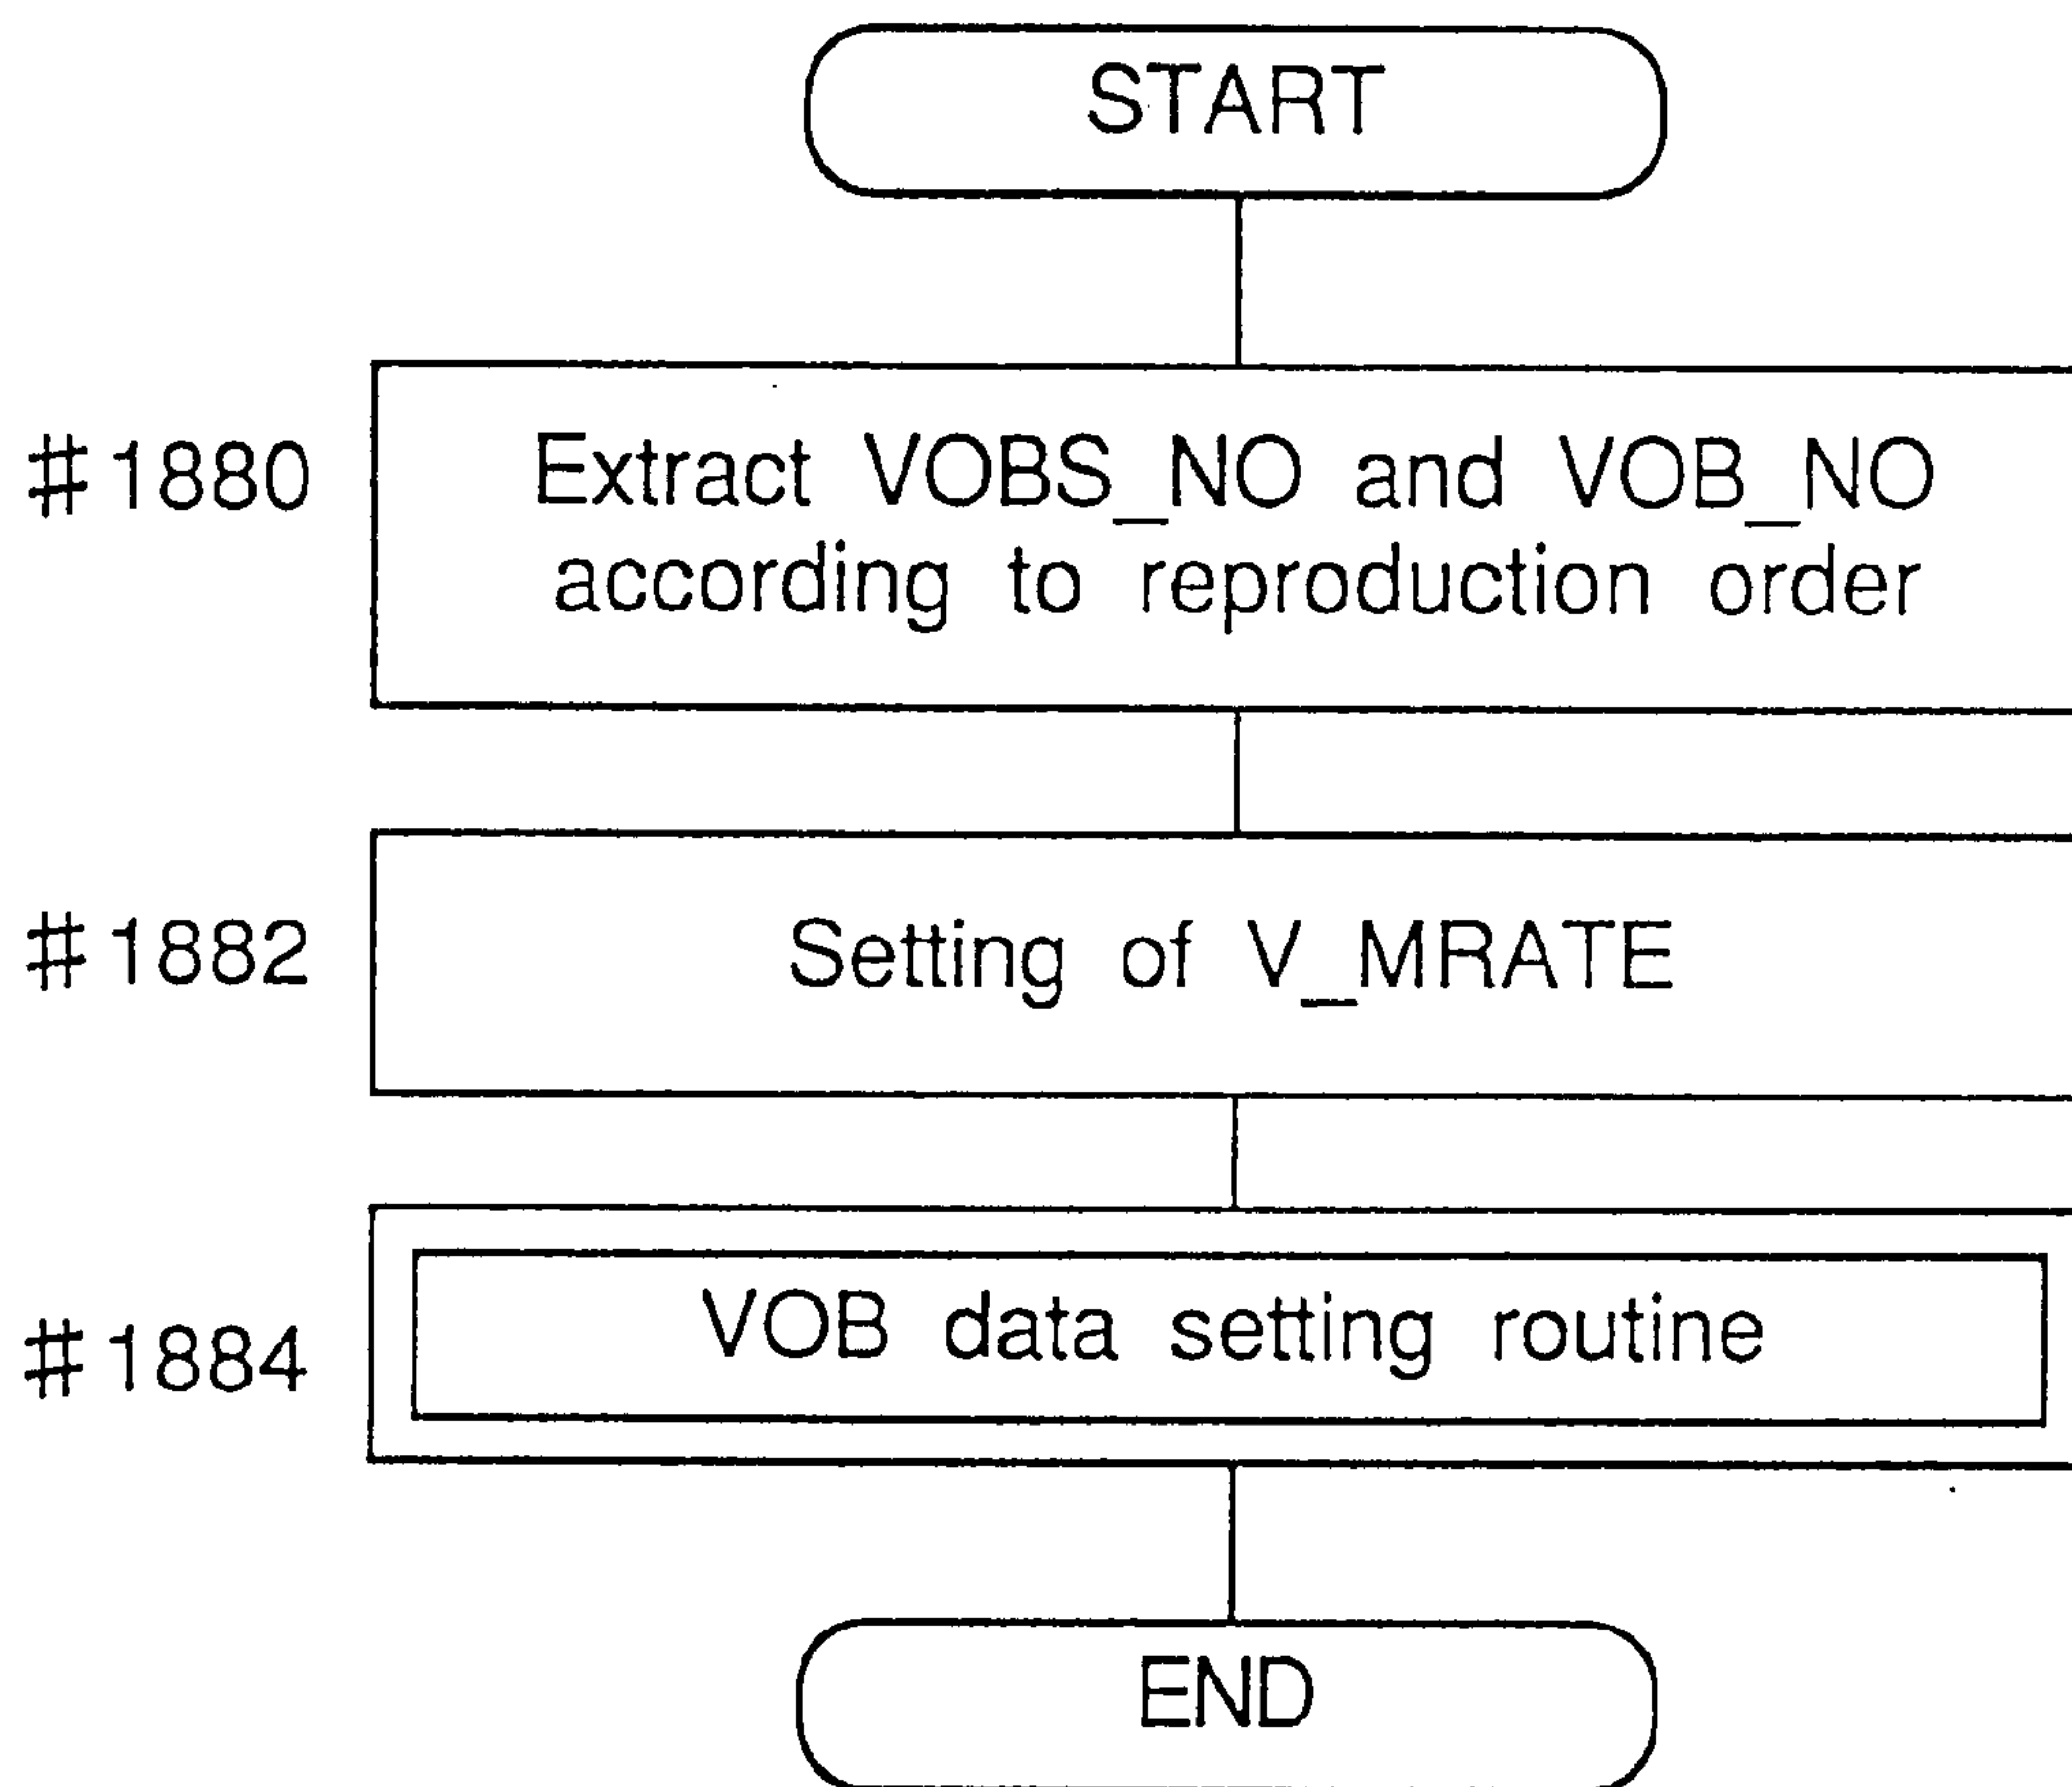 START
#1880
Extract VOBS_NO and VOB_NO
according to reproduction order
#1882
Setting of V_MRATE
#1884
VOB data setting routine
END